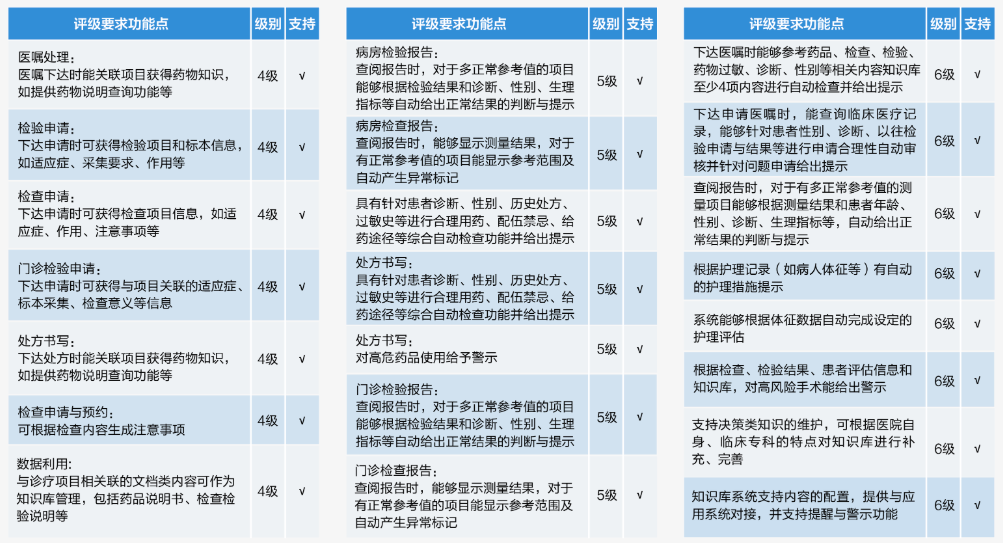 评级要求功能点 级别 支持
医嘱处理：
医嘱下达时能关联项目获得药物知识，
如提供药物说明查询功能等
4级 √
检验申请：
下达申请时可获得检验项目和标本信息，
如适应症、采集要求、作用等
4级 √
检查申请：
下达申请时可获得检查项目信息，如适
应症、作用、注意事项等
4级 √
门诊检验申请：
下达申请时可获得与项目关联的适应症、
标本采集、检查意义等信息
4级 √
处方书写：
下达处方时能关联项目获得药物知识，
如提供药物说明查询功能等
4级 √
检查申请与预约：
可根据检查内容生成注意事项
4级 √
数据利用：
与诊疗项目相关联的文档类内容可作为
知识库管理，包括药品说明书、检查检
验说明等
4级 √
评级要求功能点 级别 支持
病房检验报告：
查阅报告时，对于多正常参考值的项目
能够根据检验结果和诊断、性别、生理
指标等自动给出正常结果的判断与提示
5级 √
病房检查报告：
查阅报告时，能够显示测量结果，对于
有正常参考值的项目能显示参考范围及
自动产生异常标记
5级 √
具有针对患者诊断、性别、历史处方、
过敏史等进行合理用药、配伍禁忌、给
药途径等综合自动检查功能并给出提示
5级 √
处方书写：
具有针对患者诊断、性别、历史处方、
过敏史等进行合理用药、配伍禁忌、给
药途径等综合自动检查功能并给出提示
5级 √
处方书写：
对高危药品使用给予警示
5级 √
门诊检验报告：
查阅报告时，对于多正常参考值的项目
能够根据检验结果和诊断、性别、生理
指标等自动给出正常结果的判断与提示
5级 √
门诊检查报告：
查阅报告时，能够显示测量结果，对于
有正常参考值的项目能显示参考范围及
自动产生异常标记
5级 √
评级要求功能点 级别 支持
下达医嘱时能够参考药品、检查、检验、
药物过敏、诊断、性别等相关内容知识库
至少4项内容进行自动检查并给出提示
6级 √
下达申请医嘱时，能查询临床医疗记
录，能够针对患者性别、诊断、以往
检验申请与结果等进行申请合理性自动
审核并针对问题申请给出提示
6级 √
查阅报告时，对于有多正常参考值的测
量项目能够根据测量结果和患者年龄、
性别、诊断、生理指标等，自动给出正
常结果的判断与提示
6级 √
根据护理记录（如病人体征等）有自动
的护理措施提示
6级 √
系统能够根据体征数据自动完成设定的
护理评估
6级 √
根据检查、检验结果、患者评估信息和
知识库，对高风险手术能给出警示
6级 √
支持决策类知识的维护，可根据医院自
身、临床专科的特点对知识库进行补
充、完善
6级 √
知识库系统支持内容的配置，提供与应
用系统对接，并支持提醒与警示功能
6级 √